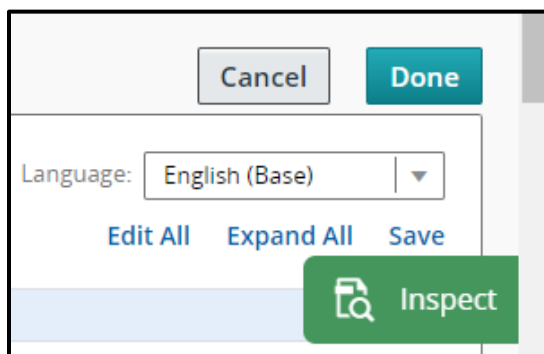 Cancel Done
Language: English (Base)
Edit All Expand All Save
Inspect